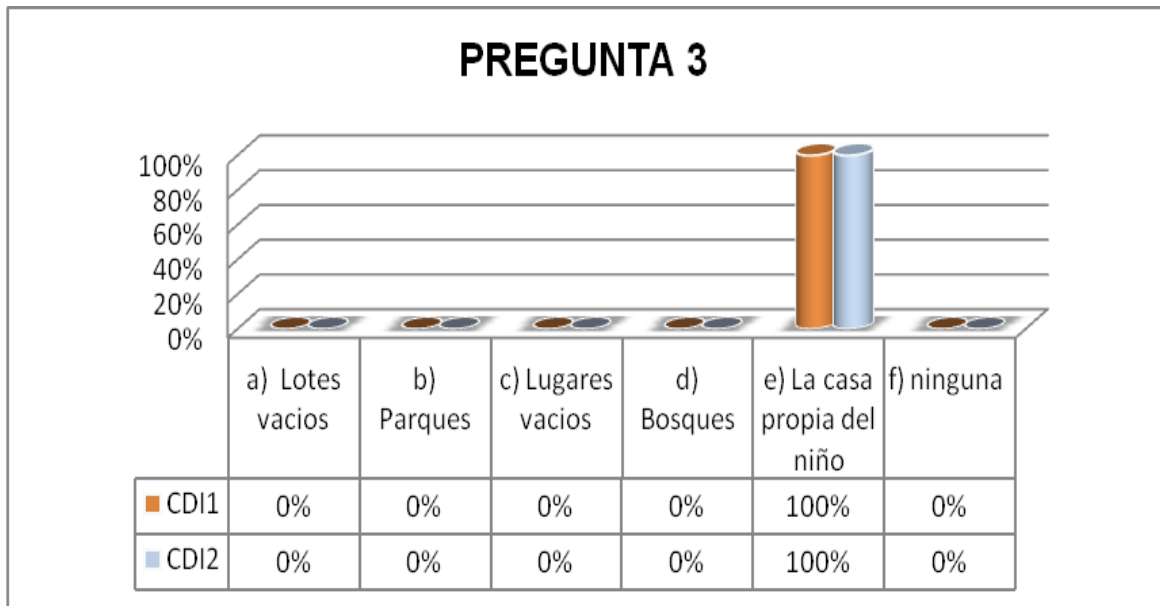 PREGUNTA 3
100%
80%
60%
40%
20%
0%
a) Lotes vacios
b) Parques
c) Lugares vacios
d) Bosques
e) La casa propia del niño
f) ninguna
CDI1 0% 0% 0% 0% 100% 0%
CDI2 0% 0% 0% 0% 100% 0%